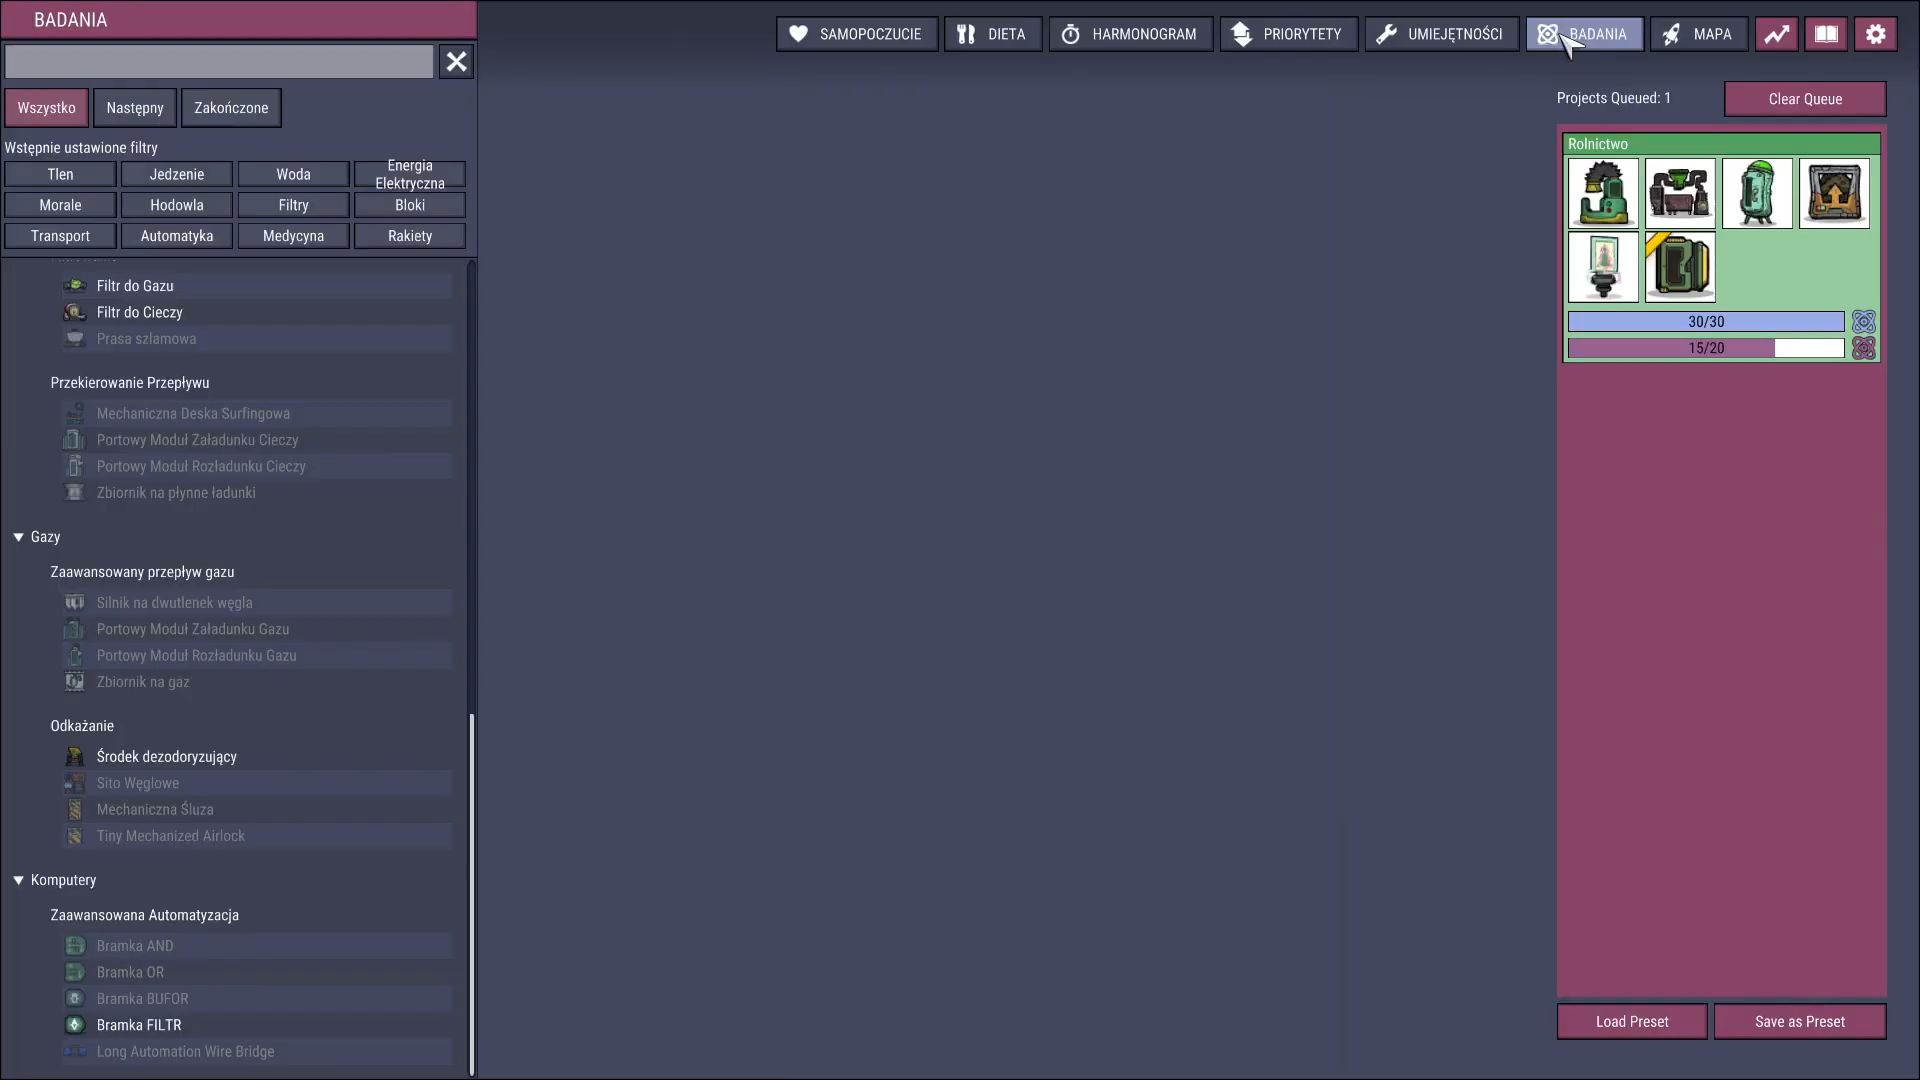 BADANIA
Wszystko
Następny
Zakończone
Wstępnie ustawione filtry
Tlen
Jedzenie
Woda
Energia
Elektryczna
Morale
Hodowla
Filtry
Bloki
Transport
Automatyka
Medycyna
Rakiety
Filtr do Gazu
Filtr do Cieczy
Prasa szlamowa
Przekierowanie Przepływu
Mechaniczna Deska Surfingowa
Portowy Moduł Załadunku Cieczy
Portowy Moduł Rozładunku Cieczy
Zbiornik na płynne ładunki
Gazy
Zaawansowany przepływ gazu
Silnik na dwutlenek węgla
Portowy Moduł Załadunku Gazu
Portowy Moduł Rozładunku Gazu
Zbiornik na gaz
Odkażanie
Środek dezodoryzujący
Sito Węglowe
Mechaniczna Śluza
Tiny Mechanized Airlock
Komputery
Zaawansowana Automatyzacja
Bramka AND
Bramka OR
Bramka BUFOR
Bramka FILTR
Long Automation Wire Bridge
SAMOPOCZUCIE
DIETA
HARMONOGRAM
PRIORYTETY
UMIEJĘTNOŚCI
BADANIA
MAPA
Projects Queued: 1
Clear Queue
Rolnictwo
30/30
15/20
Load Preset
Save as Preset